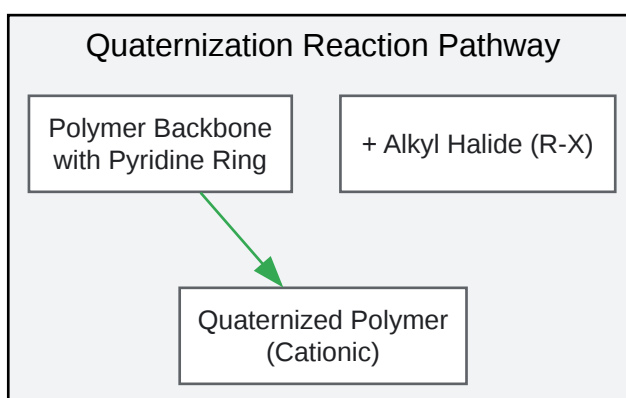 Quaternization Reaction Pathway
Polymer Backbone
with Pyridine Ring
+ Alkyl Halide (R-X)
Quaternized Polymer
(Cationic)